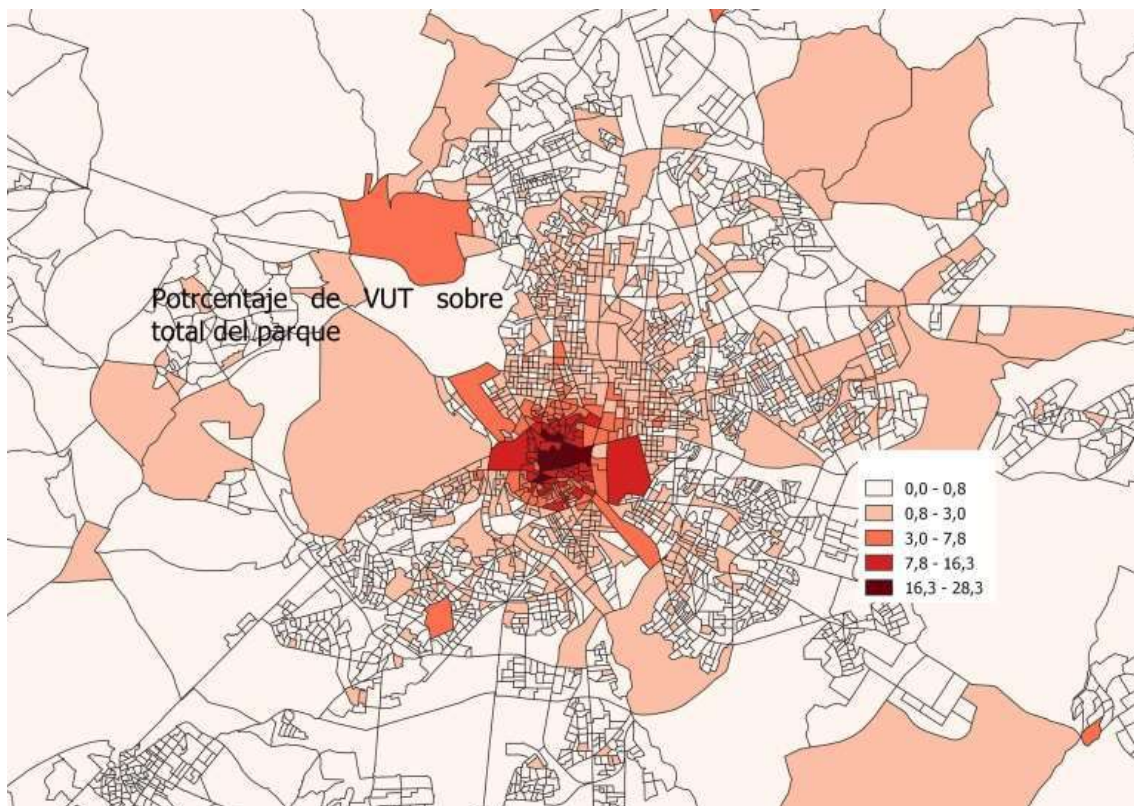 Potrcentaje de VUT sobre
total del parque
0,0 - 0,8
0,8 - 3,0
3,0 - 7,8
7,8 - 16,3
16,3 - 28,3